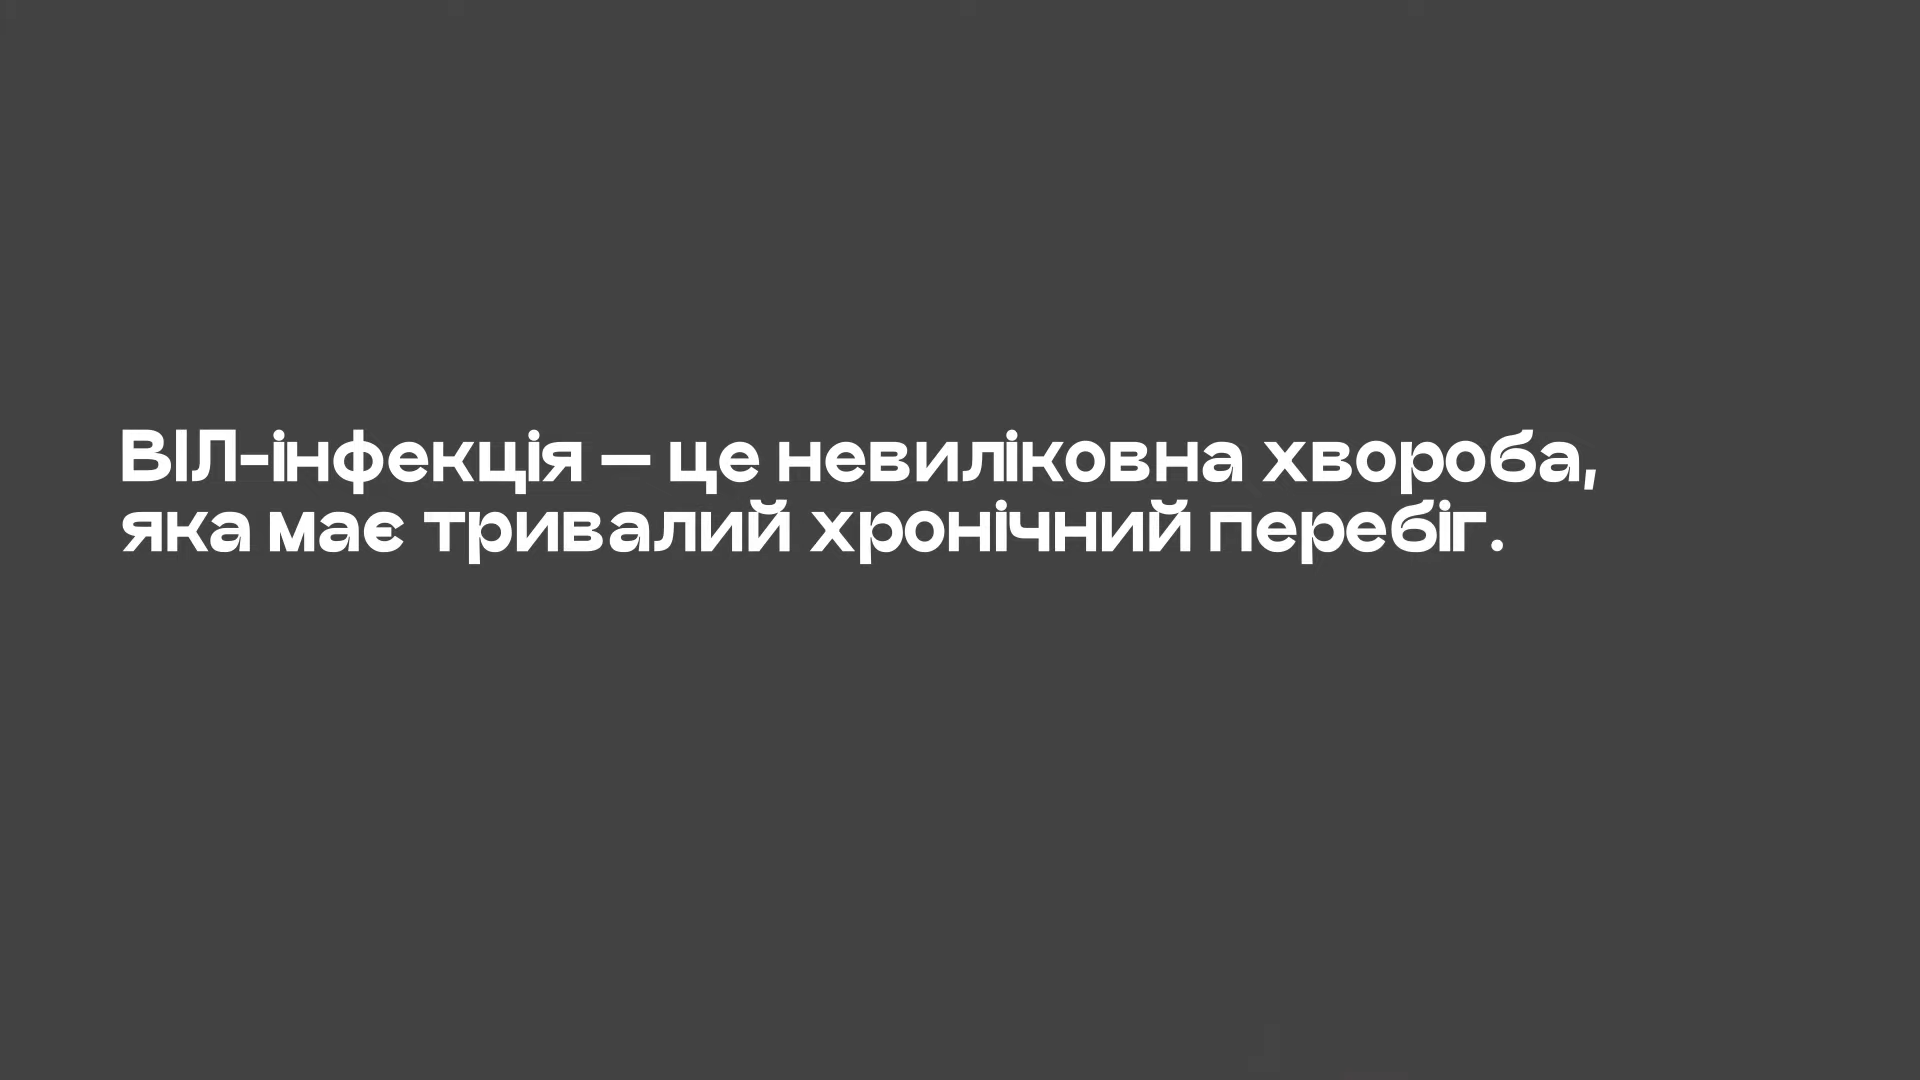 ВІЛ-інфекція — це невиліковна хвороба,
яка має тривалий хронічний перебіг.